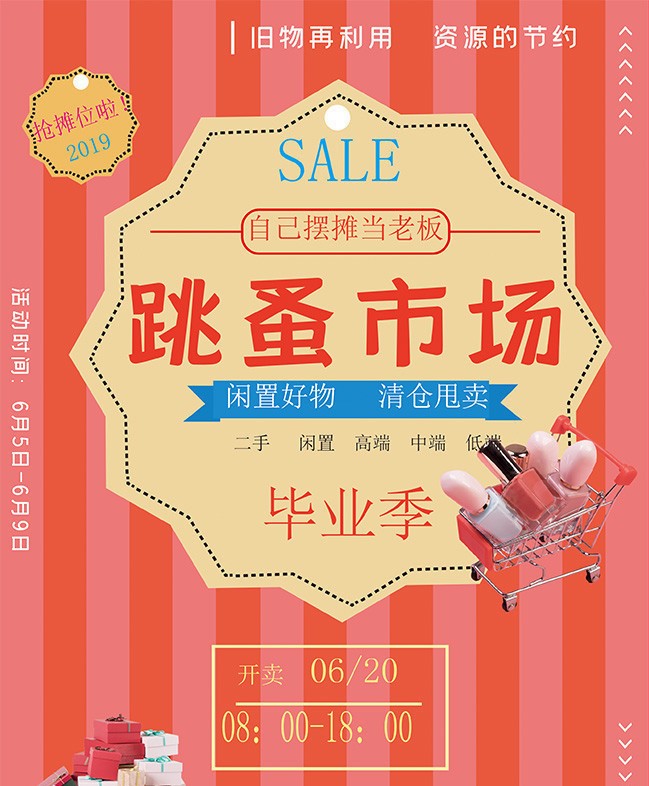 旧物再利用 资源的节约
抢摊位啦！
2019
SALE
自己摆摊当老板
跳蚤市场
闲置好物 清仓甩卖
二手 闲置 高端 中端 低端
毕业季
活动时间：6月5日-6月9日
开卖 06/20
08：00-18：00